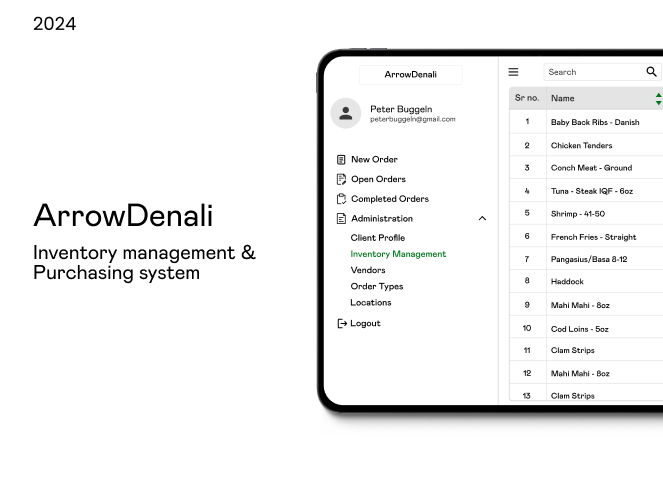 2024
ArrowDenali
Inventory management &
Purchasing system
ArrowDenali
Peter Buggeln
peterbuggeln@gmail.com
New Order
Open Orders
Completed Orders
Administration
Client Profile
Inventory Management
Vendors
Order Types
Locations
Logout
Search
Sr no. Name
1 Baby Back Ribs - Danish
2 Chicken Tenders
3 Conch Meat - Ground
4 Tuna - Steak IQF - 6oz
5 Shrimp - 41-50
6 French Fries - Straight
7 Pangasius/Basa 8-12
8 Haddock
9 Mahi Mahi - 8oz
10 Cod Loins - 5oz
11 Clam Strips
12 Mahi Mahi - 8oz
13 Clam Strips